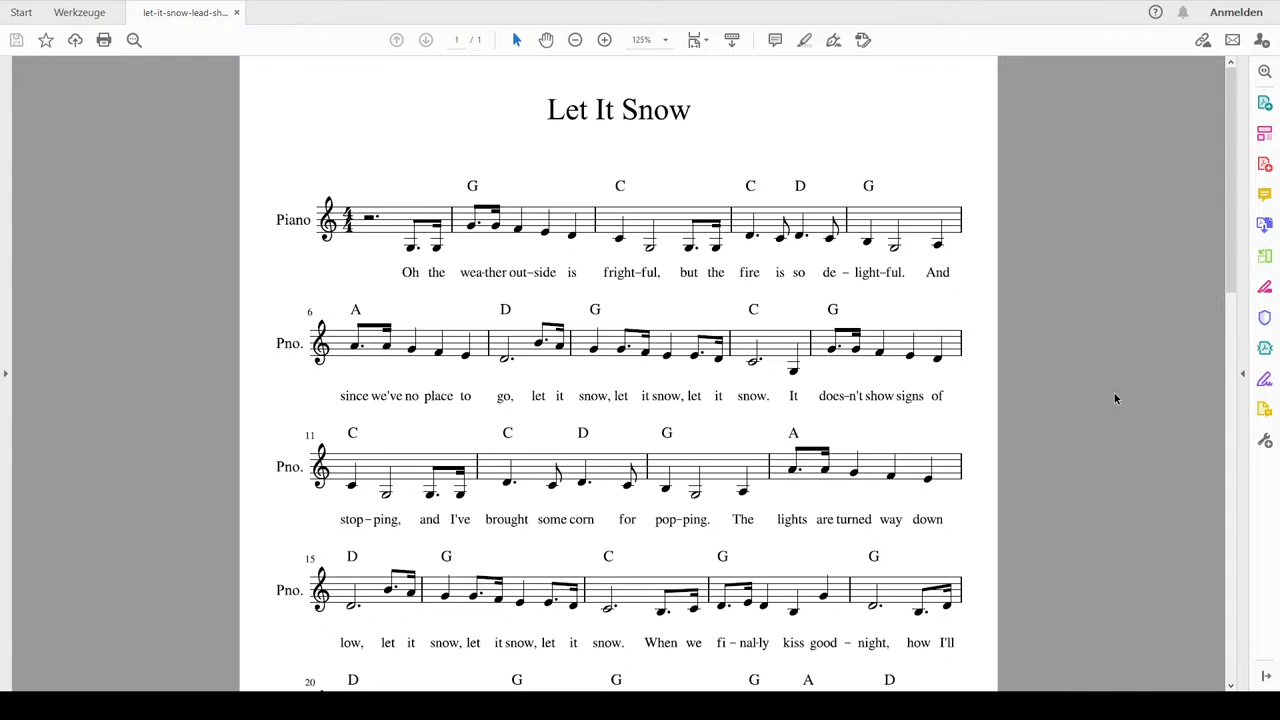 Start Werkzeuge let-it-snow-lead-sh... × Anmelden
1 / 1 125%
Let It Snow
G C C D G
Piano
Oh the wea-ther out-side is fright-ful, but the fire is so de - light-ful. And
6 A D G C G
Pno.
since we've no place to go, let it snow, let it snow, let it snow. It does-n't show signs of
11 C C D G A
Pno.
stop-ping, and I've brought some corn for pop-ping. The lights are turned way down
15 D G C G G
Pno.
low, let it snow, let it snow, let it snow. When we fi-nal-ly kiss good-night, how I'll
20 D G G G A D